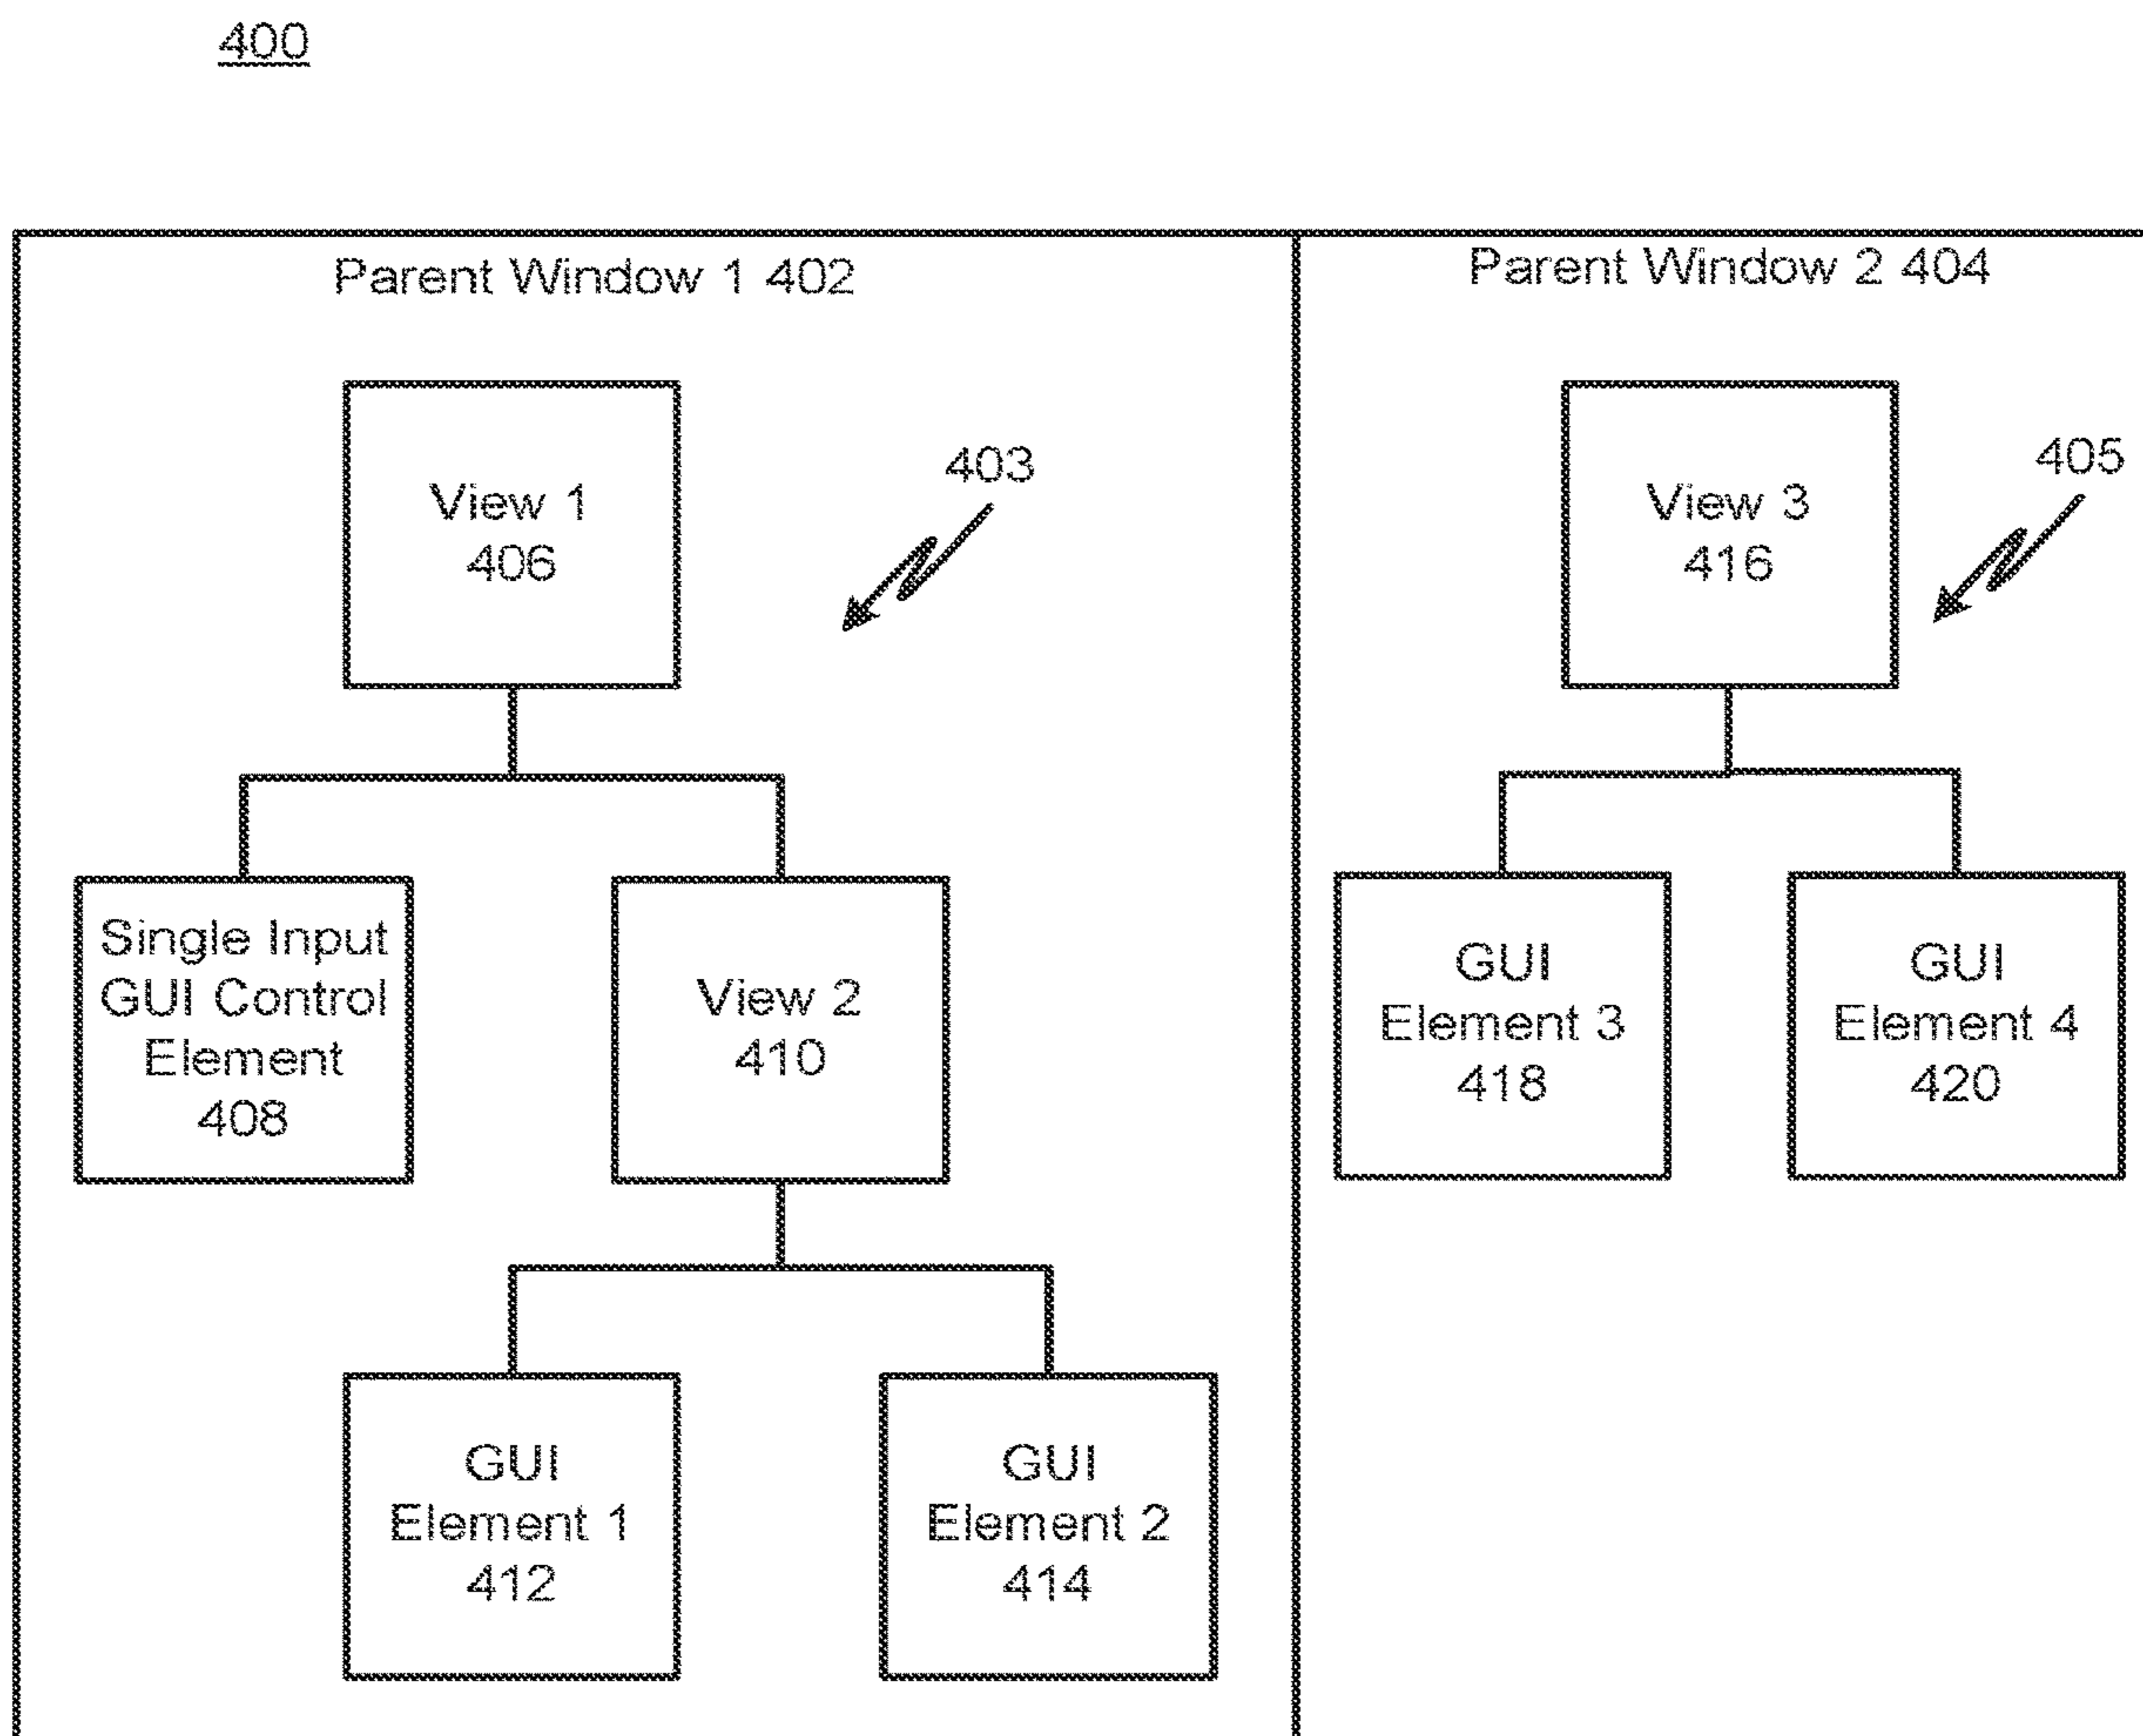 400
Parent Window 1 402
Parent Window 2 404
View 1
406
403
View 3
416
405
Single Input
GUI Control
Element
408
View 2
410
GUI
Element 3
418
GUI
Element 4
420
GUI
Element 1
412
GUI
Element 2
414